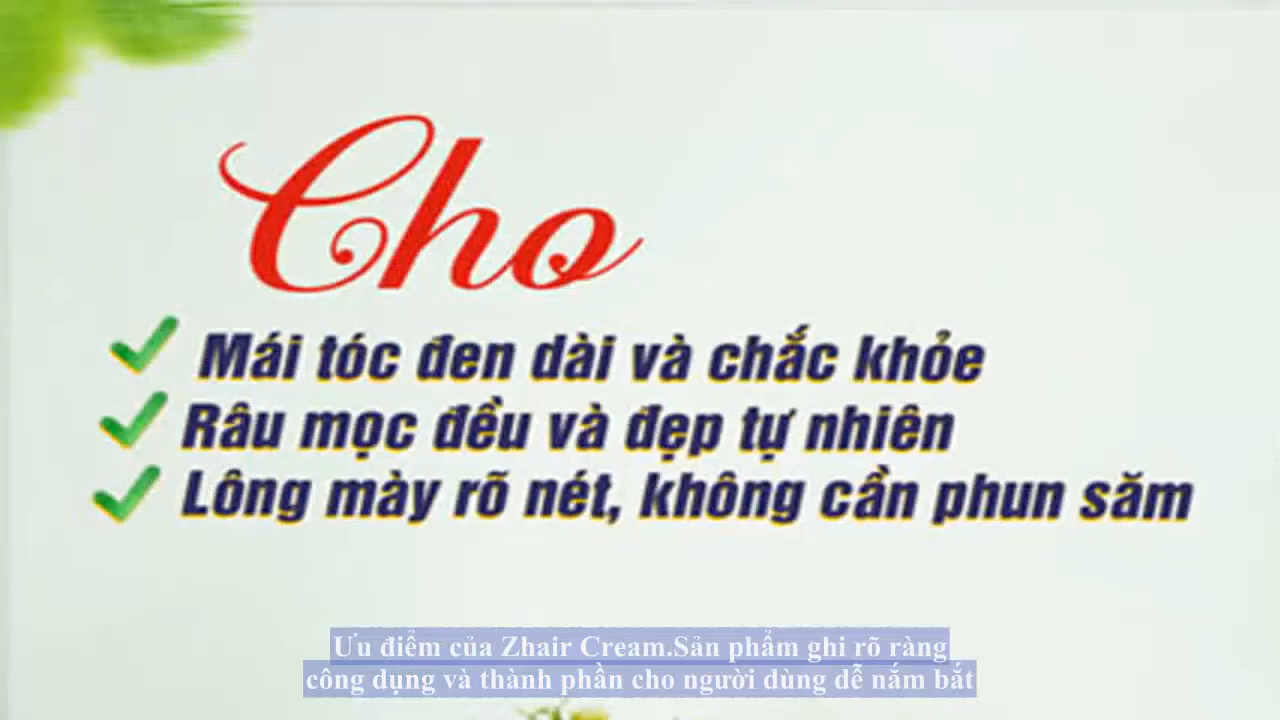 Cho
Mái tóc đen dài và chắc khỏe
Râu mọc đều và đẹp tự nhiên
Lông mày rõ nét, không cần phun săm
Ưu điểm của Zhair Cream.Sản phẩm ghi rõ ràng
công dụng và thành phần cho người dùng dễ nắm bắt